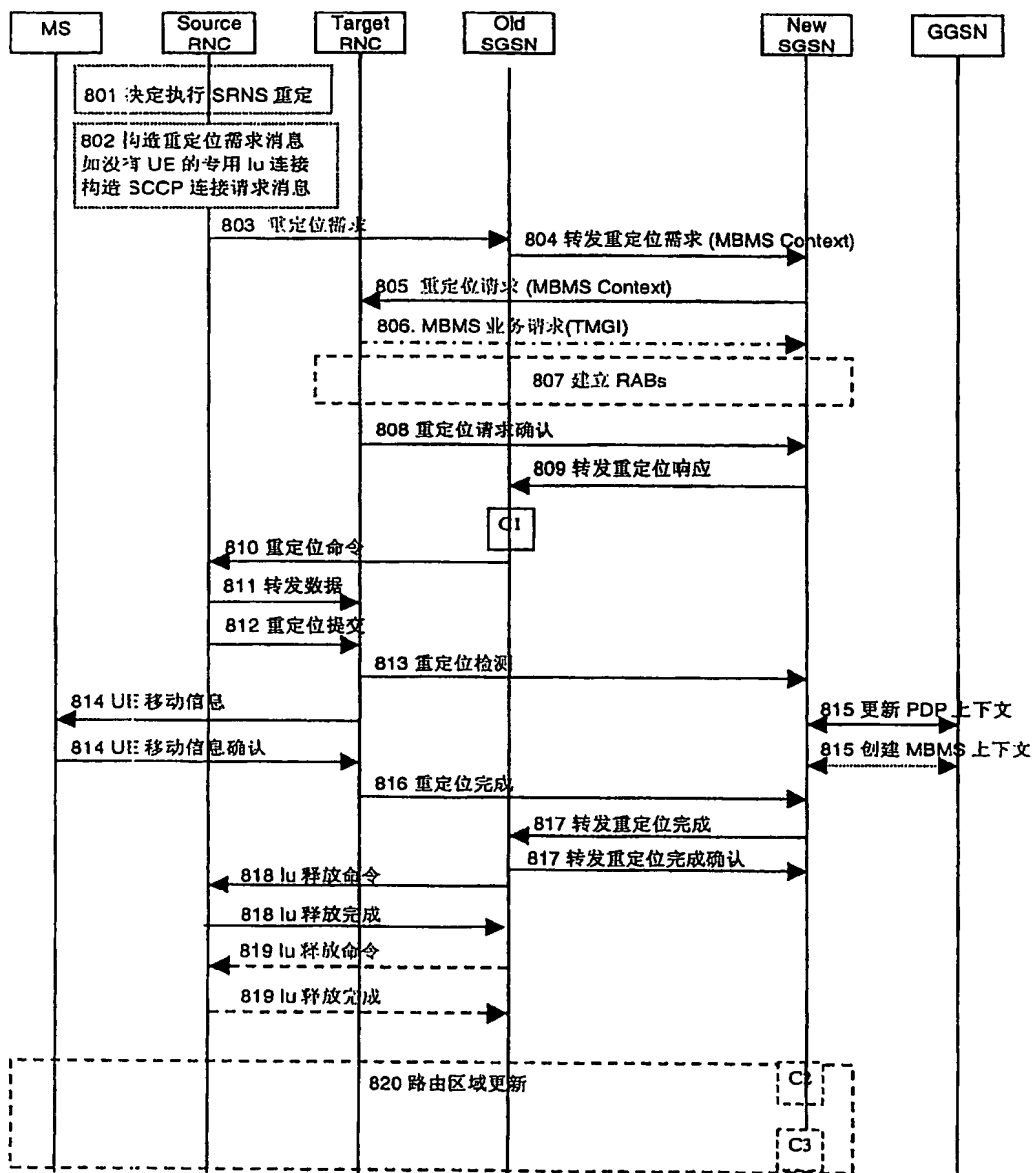 MS
Source
RNC
Target
RNC
Old
SGSN
New
SGSN
GGSN
801 决定执行 SRNS 重定
802 构造重定位需求消息
如没有 UE 的专用 Iu 连接
构造 SCCP 连接请求消息
803 重定位需求
804 转发重定位需求 (MBMS Context)
805 重定位请求 (MBMS Context)
806. MBMS 业务请求(TMGI)
807 建立 RABs
808 重定位请求确认
809 转发重定位响应
C1
810 重定位命令
811 转发数据
812 重定位提交
813 重定位检测
814 UE 移动信息
815 更新 PDP 上下文
814 UE 移动信息确认
815 创建 MBMS 上下文
816 重定位完成
817 转发重定位完成
817 转发重定位完成确认
818 Iu 释放命令
818 Iu 释放完成
819 Iu 释放命令
819 Iu 释放完成
820 路由区域更新
C2
C3